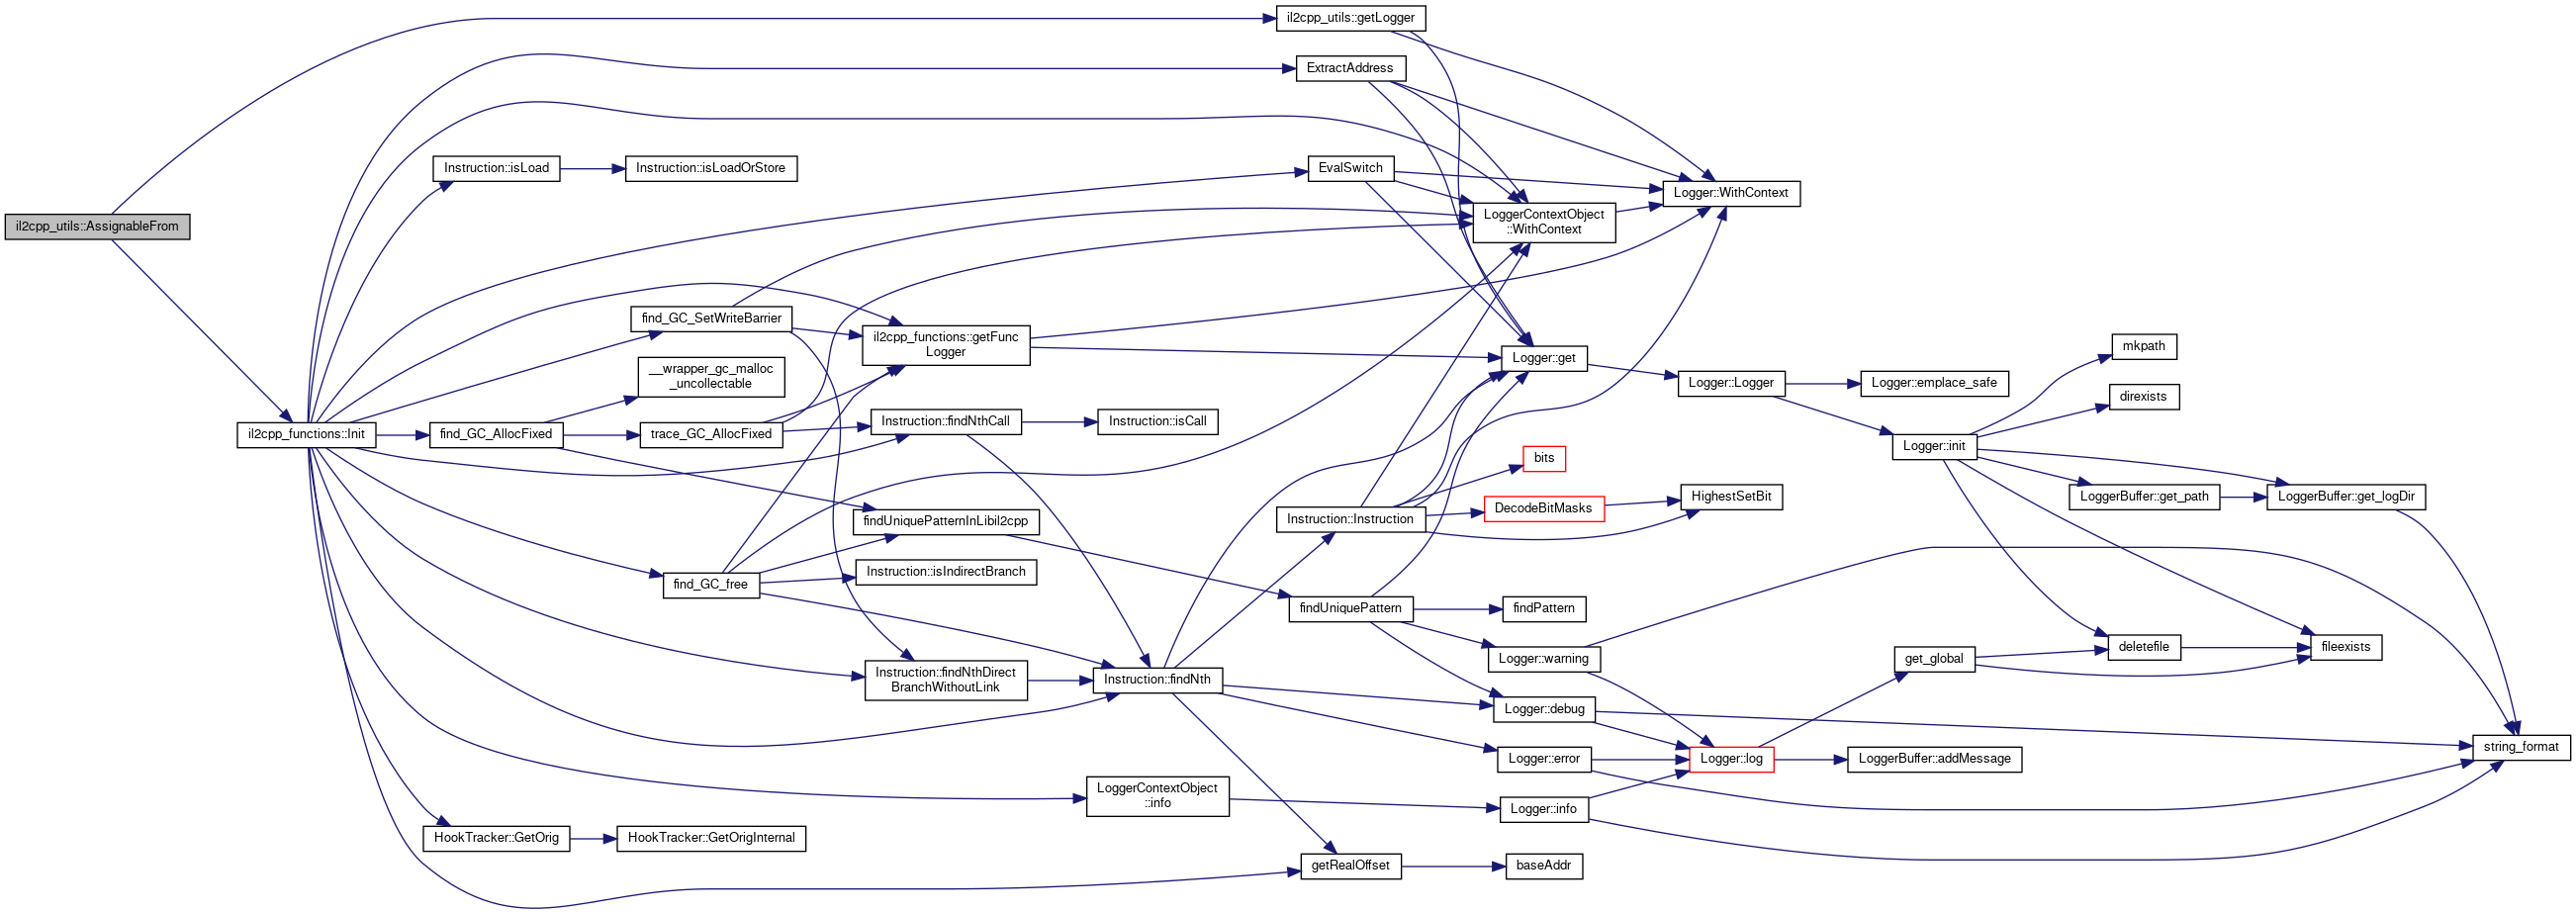 il2cpp_utils::AssignableFrom
il2cpp_utils::getLogger
ExtractAddress
Instruction::isLoad
Instruction::isLoadOrStore
EvalSwitch
Logger::WithContext
LoggerContextObject
::WithContext
find_GC_SetWriteBarrier
il2cpp_functions::getFunc
Logger
Logger::get
mkpath
__wrapper_gc_malloc
_uncollectable
Logger::Logger
Logger::emplace_safe
direxists
il2cpp_functions::Init
find_GC_AllocFixed
trace_GC_AllocFixed
Instruction::findNthCall
Instruction::isCall
Logger::init
bits
LoggerBuffer::get_path
LoggerBuffer::get_logDir
DecodeBitMasks
HighestSetBit
findUniquePatternInLibil2cpp
Instruction::Instruction
find_GC_free
Instruction::isIndirectBranch
findUniquePattern
findPattern
Logger::warning
get_global
deletefile
fileexists
Instruction::findNthDirect
BranchWithoutLink
Instruction::findNth
Logger::debug
Logger::error
Logger::log
LoggerBuffer::addMessage
string_format
LoggerContextObject
::info
Logger::info
HookTracker::GetOrig
HookTracker::GetOrigInternal
getRealOffset
baseAddr